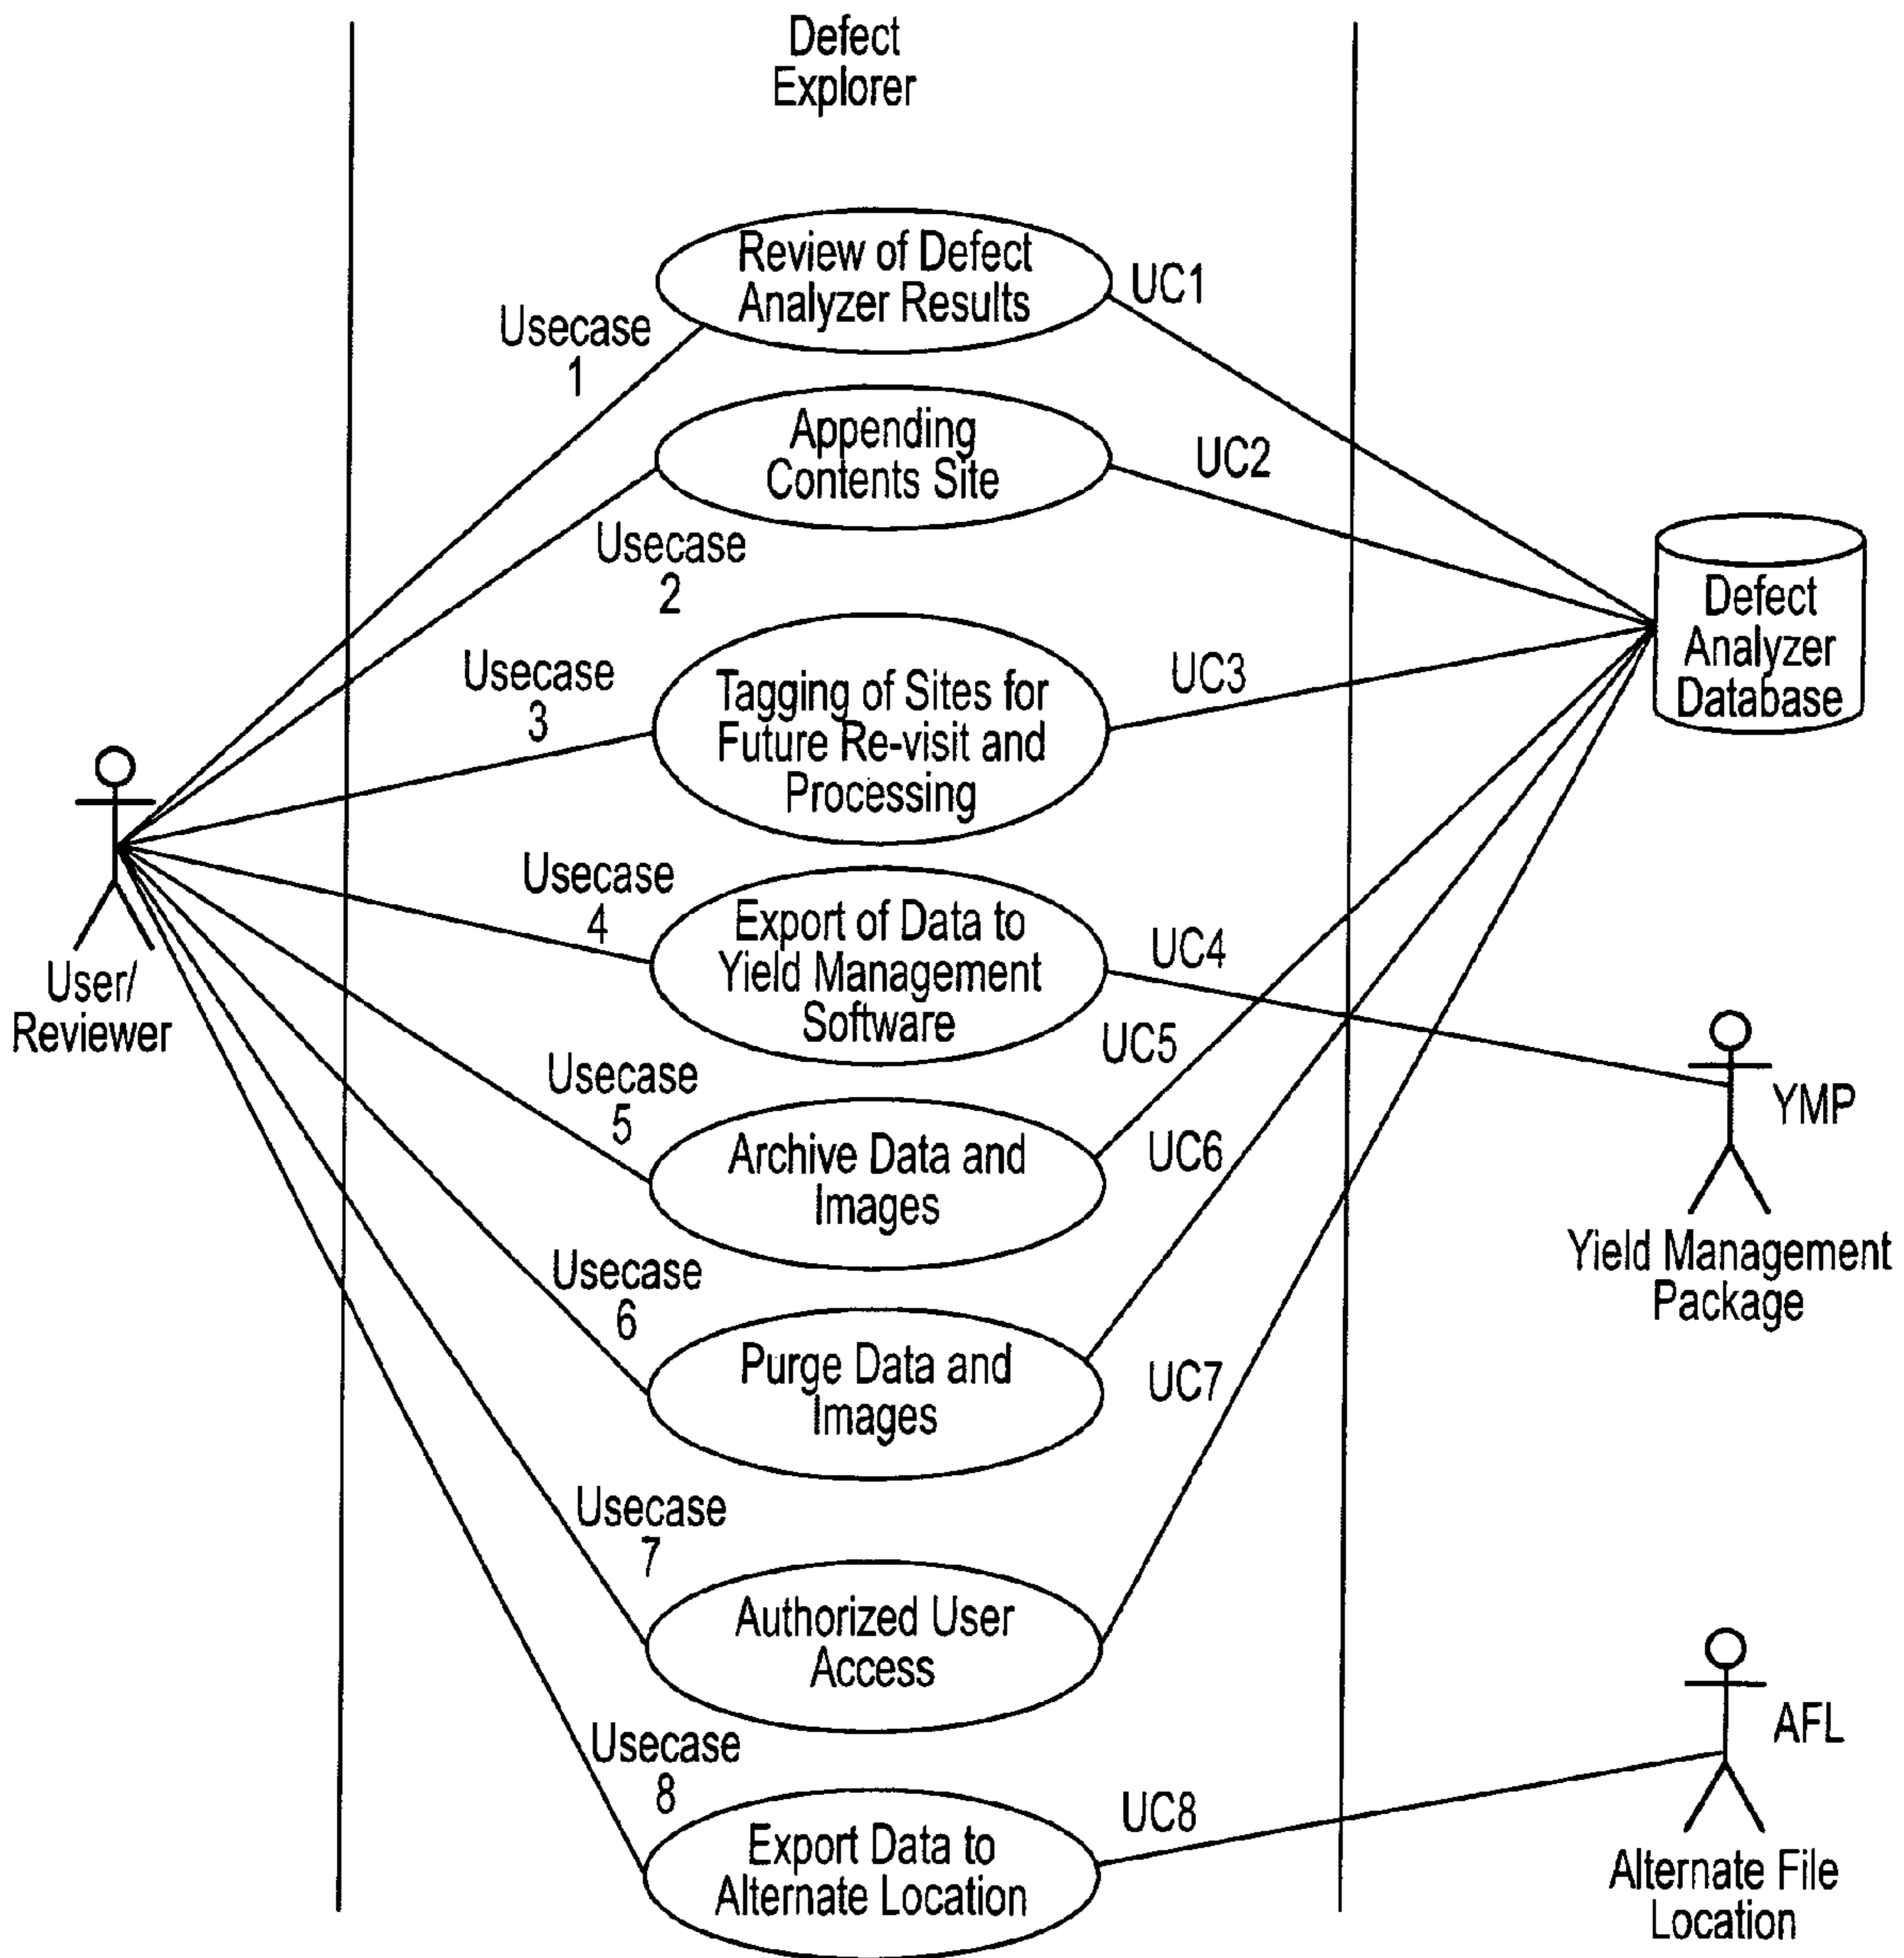 Defect
Explorer
Review of Defect
Analyzer Results
UC1
Usecase
1
Appending
Contents Site
UC2
Usecase
2
Defect
Analyzer
Database
Usecase
3
Tagging of Sites for
Future Re-visit and
Processing
UC3
User/
Reviewer
Usecase
4
Export of Data to
Yield Management
Software
UC4
UC5
Usecase
5
Archive Data and
Images
YMP
Yield Management
Package
UC6
Usecase
6
Purge Data and
Images
UC7
Usecase
7
Authorized User
Access
Usecase
8
Export Data to
Alternate Location
UC8
AFL
Alternate File
Location